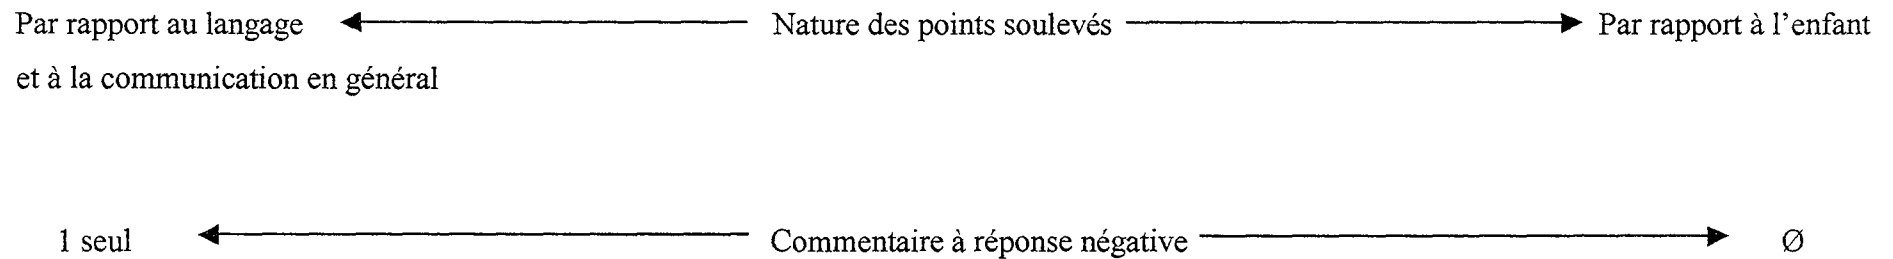 Par rapport au langage Nature des points soulevés Par rapport à l'enfant
et à la communication en général
1 seul Commentaire à réponse négative Ø